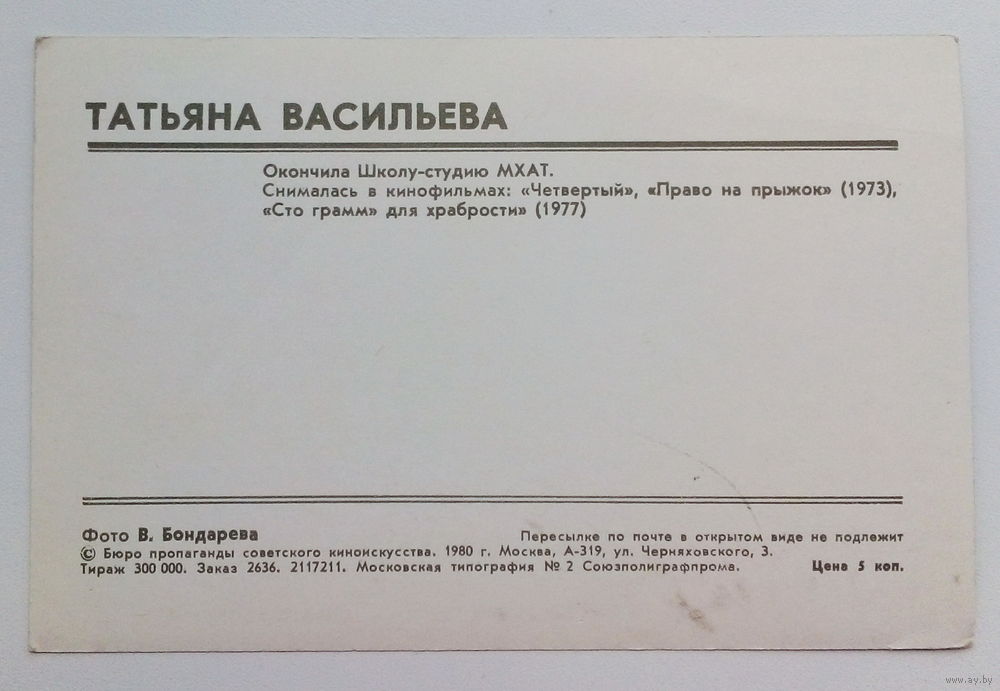 ТАТЬЯНА ВАСИЛЬЕВА
Окончила Школу-студию МХАТ.
Снималась в кинофильмах: «Четвертый», «Право на прыжок» (1973),
«Сто грамм» для храбрости» (1977)
Фото В. Бондарева
Пересылке по почте в открытом виде не подлежит
© Бюро пропаганды советского киноискусства. 1980 г. Москва, А-319, ул. Черняховского, 3.
Тираж 300 000. Заказ 2636. 2117211. Московская типография № 2 Союзполиграфпрома. Цена 5 коп.
www.ay.by